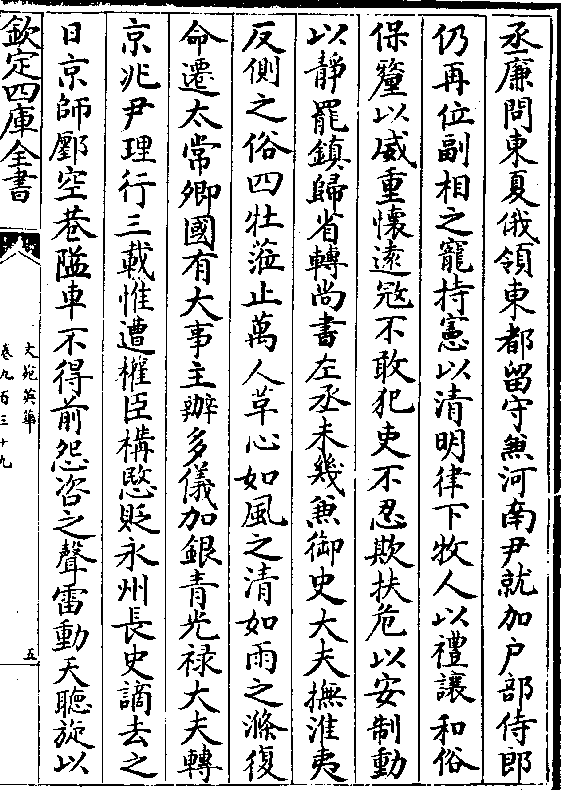 丞廉問東夏俄領東都留守兼河南尹就加户部侍郎
仍再位副相之寵持憲以清明律下牧人以禮讓和俗
保釐以威重懷逺冦不敢犯吏不忍欺扶危以安制動
以靜罷鎮歸省轉尚書左丞未幾兼御史大夫撫淮夷
反側之俗四牡蒞止萬人草心如風之清如雨之滌復
命遷太常卿國有大事主辦多儀加銀青光禄大夫轉
京兆尹理行三載惟遭權臣構愍貶永州長史謫去之
日京師酆空巷隘車不得前怨咨之聲雷動天聽旋以
欽定四庫全書
文苑英華
卷九百三十九
五